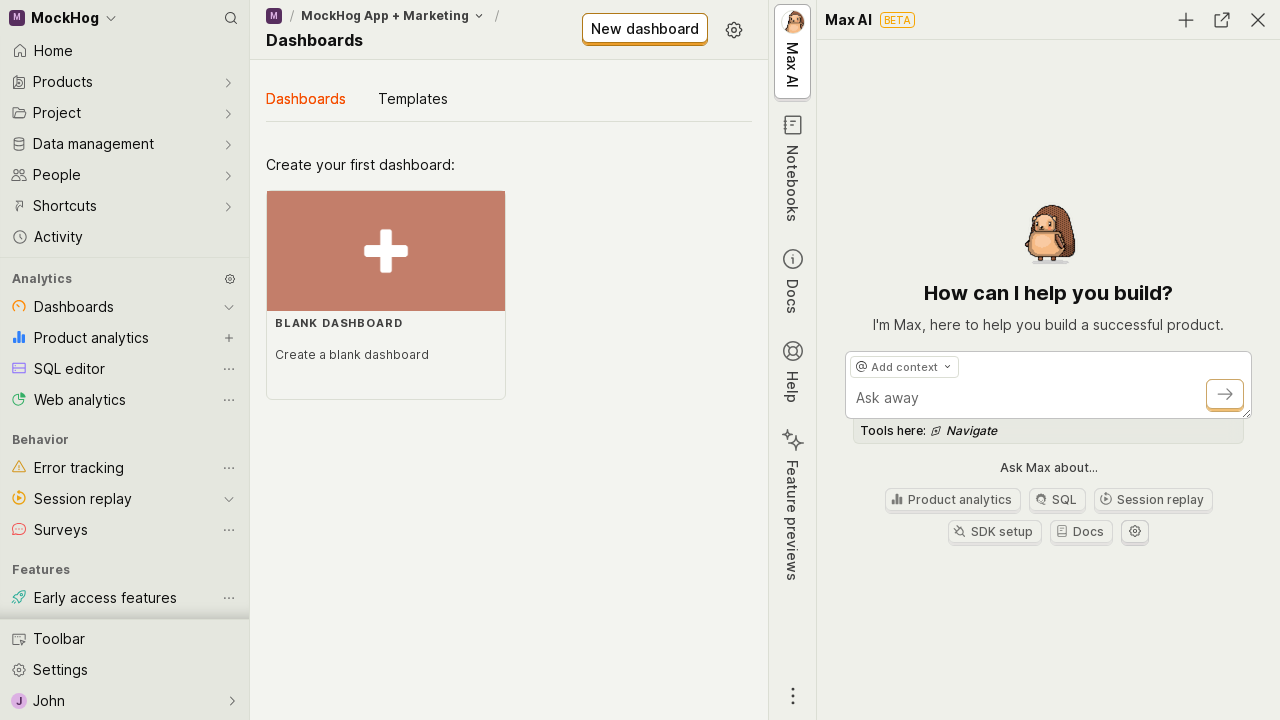 M MockHog
Home
Products
Project
Data management
People
Shortcuts
Activity
Analytics
Dashboards
Product analytics
SQL editor
Web analytics
Behavior
Error tracking
Session replay
Surveys
Features
Early access features
Toolbar
Settings
J John
M / MockHog App + Marketing /
Dashboards
New dashboard
Dashboards Templates
Create your first dashboard:
BLANK DASHBOARD
Create a blank dashboard
Max AI
Notebooks
Docs
Help
Feature previews
Max AI BETA
How can I help you build?
I'm Max, here to help you build a successful product.
@ Add context
Ask away
Tools here: Navigate
Ask Max about...
Product analytics SQL Session replay
SDK setup Docs